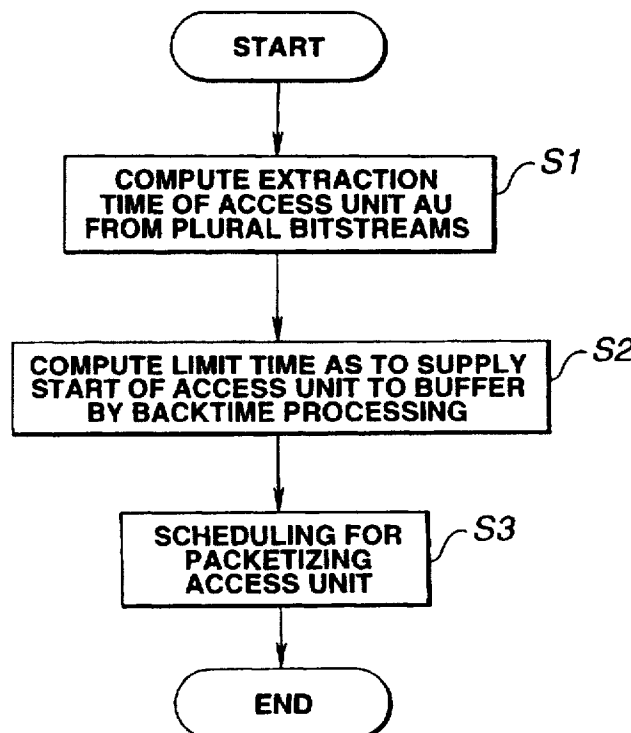 START
COMPUTE EXTRACTION
TIME OF ACCESS UNIT AU
FROM PLURAL BITSTREAMS
S1
COMPUTE LIMIT TIME AS TO SUPPLY
START OF ACCESS UNIT TO BUFFER
BY BACKTIME PROCESSING
S2
SCHEDULING FOR
PACKETIZING
ACCESS UNIT
S3
END